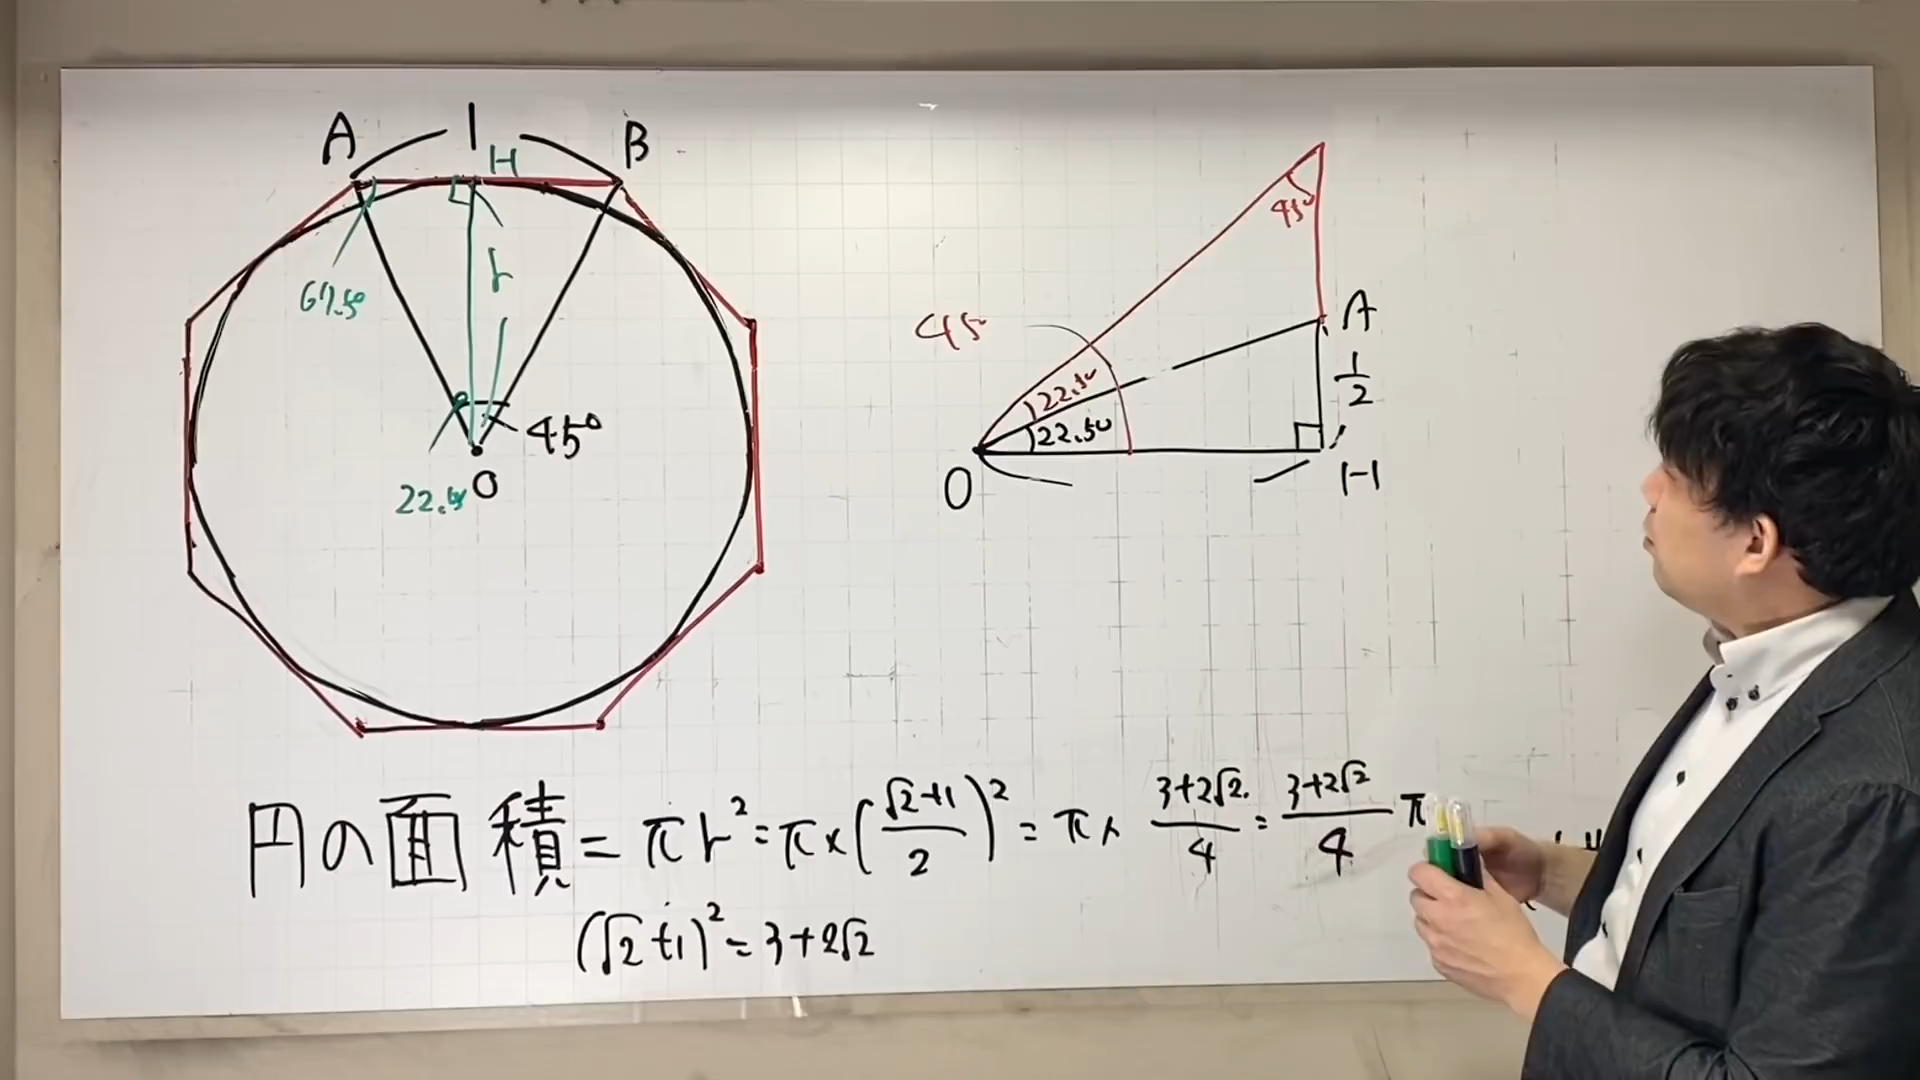 A 1 B
H
r
67.5°
45°
22.5°
O
45°
45
A
22.5°
22.5°
1/2
O
H
円の面積 = πr² = π×((√2+1)/2)² = π× (3+2√2)/4 = (3+2√2)/4 π
(√2+1)² = 3+2√2